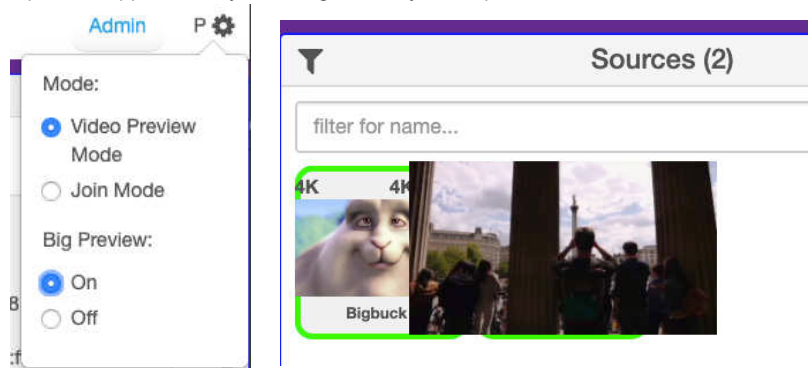 Admin P
Mode:
Video Preview
Mode
Join Mode
Big Preview:
On
Off
8
:f
Sources (2)
filter for name...
4K 4K
Bigbuck